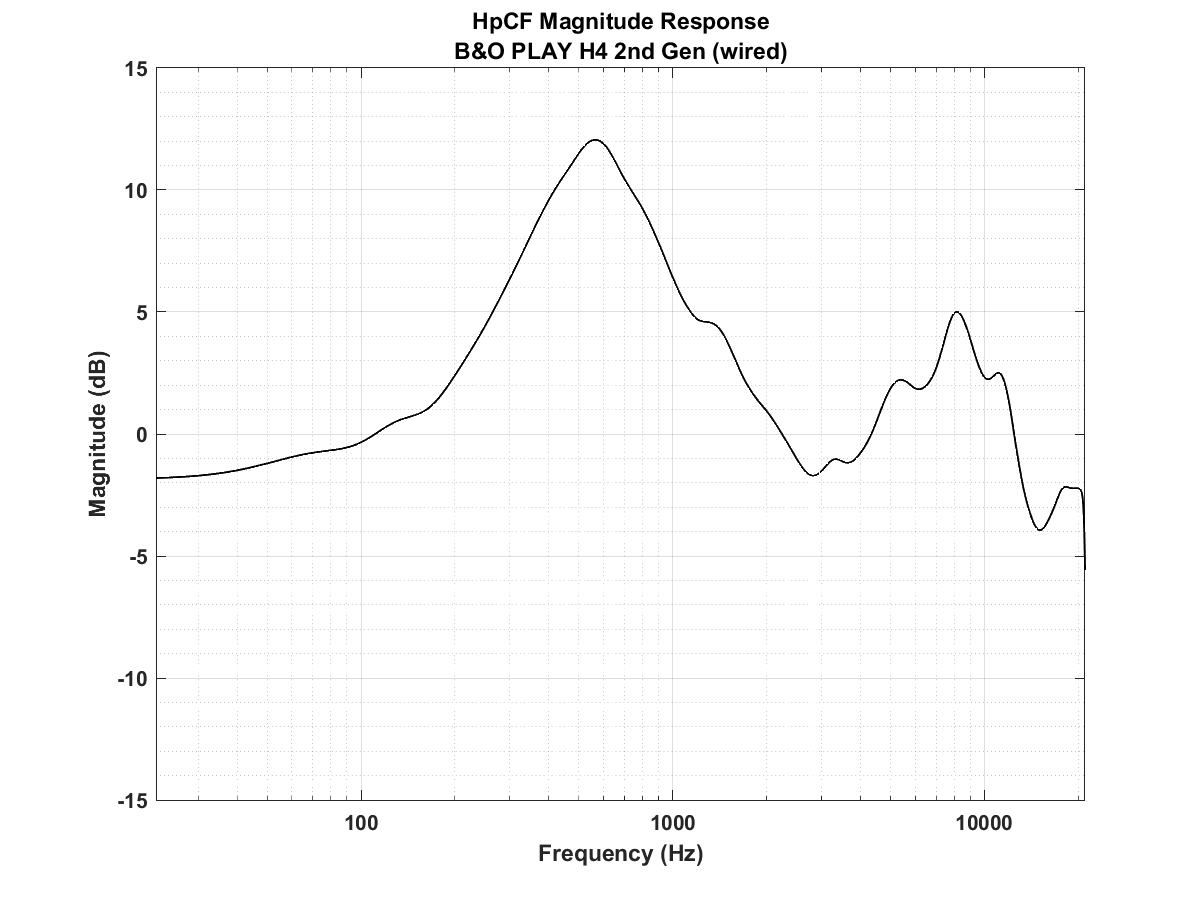 HpCF Magnitude Response
B&O PLAY H4 2nd Gen (wired)
15
10
5
0
-5
-10
-15
Magnitude (dB)
100
1000
10000
Frequency (Hz)